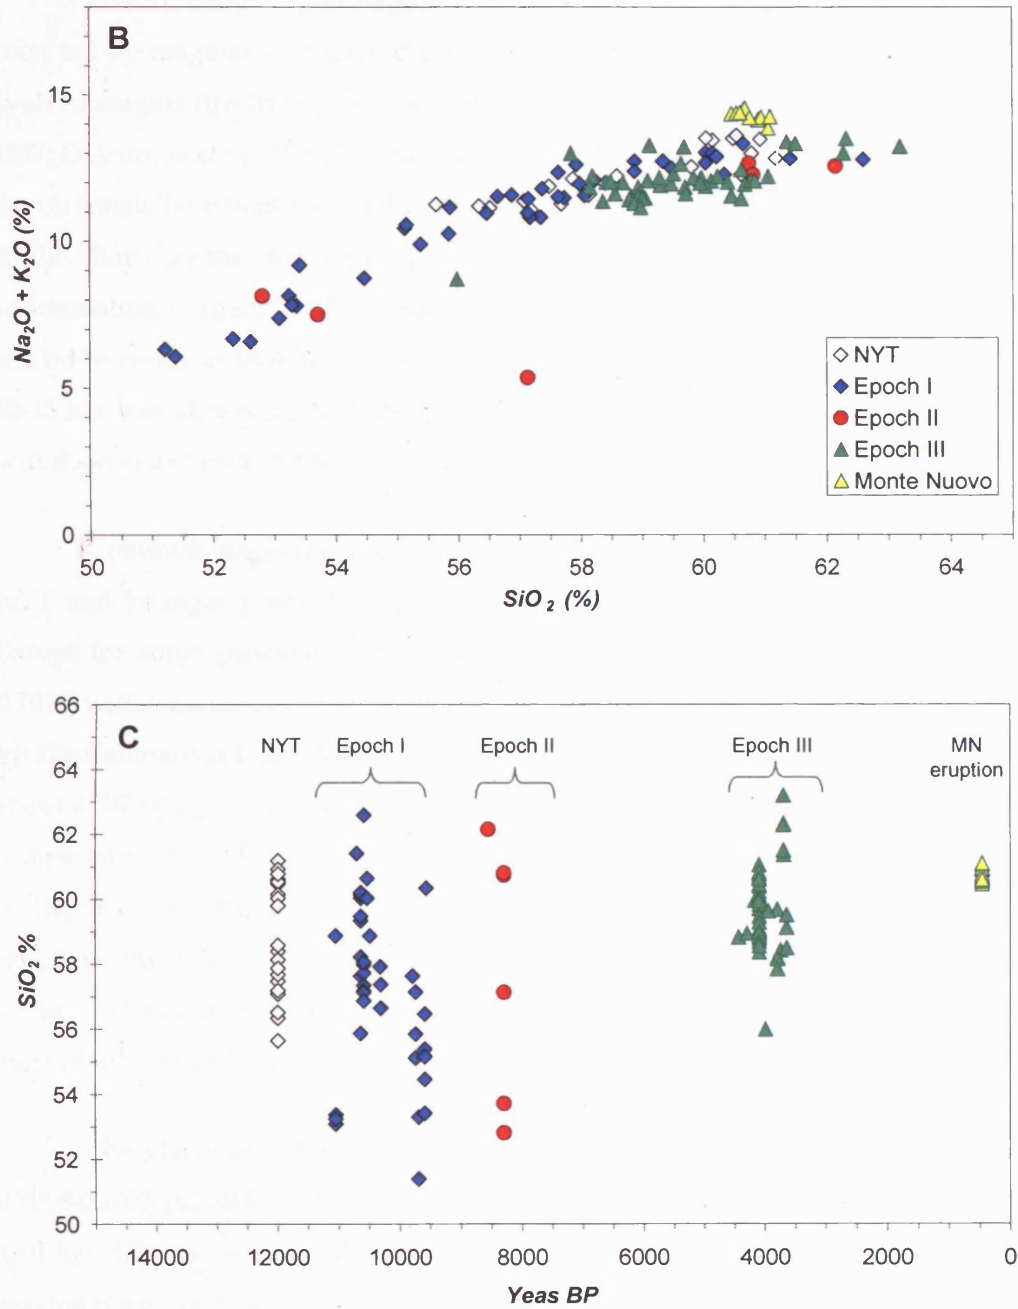 B
15
10
5
0
Na2O + K2O (%)
NYT
Epoch I
Epoch II
Epoch III
Monte Nuovo
50 52 54 56 58 60 62 64
SiO2 (%)
C
66
64
62
60
58
56
54
52
50
SiO2 %
NYT Epoch I Epoch II Epoch III MN
eruption
14000 12000 10000 8000 6000 4000 2000 0
Yeas BP